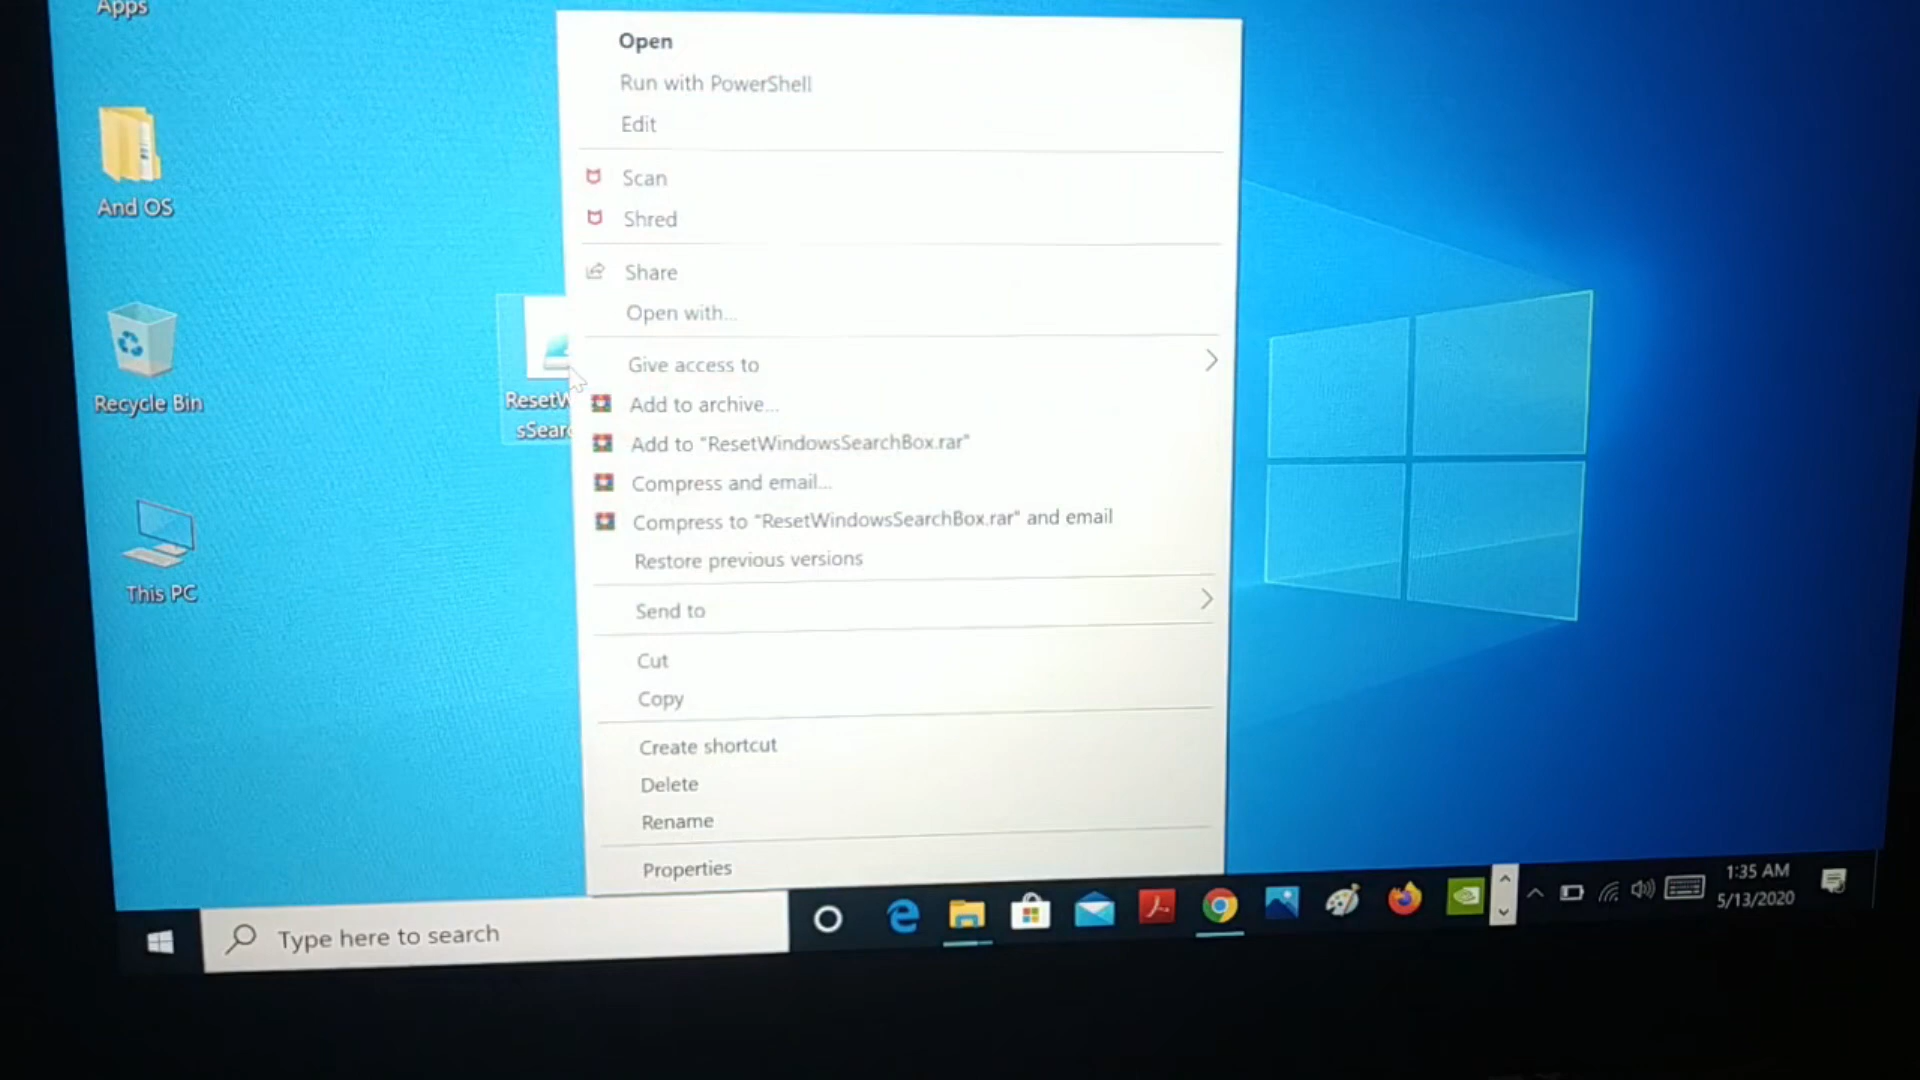 Apps
And OS
Recycle Bin
This PC
ResetW
sSear
Open
Run with PowerShell
Edit
Scan
Shred
Share
Open with...
Give access to
Add to archive...
Add to "ResetWindowsSearchBox.rar"
Compress and email...
Compress to "ResetWindowsSearchBox.rar" and email
Restore previous versions
Send to
Cut
Copy
Create shortcut
Delete
Rename
Properties
Type here to search
1:35 AM
5/13/2020